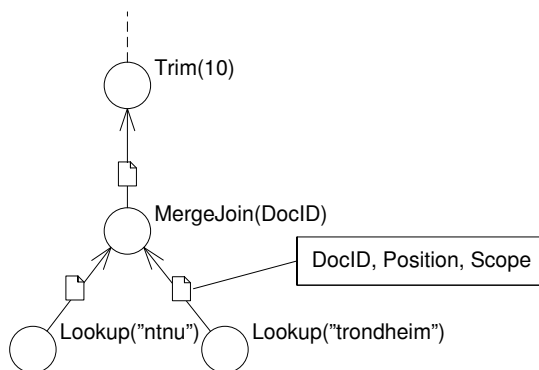 Trim(10)
MergeJoin(DocID)
DocID, Position, Scope
Lookup(”ntnu”)
Lookup(”trondheim”)